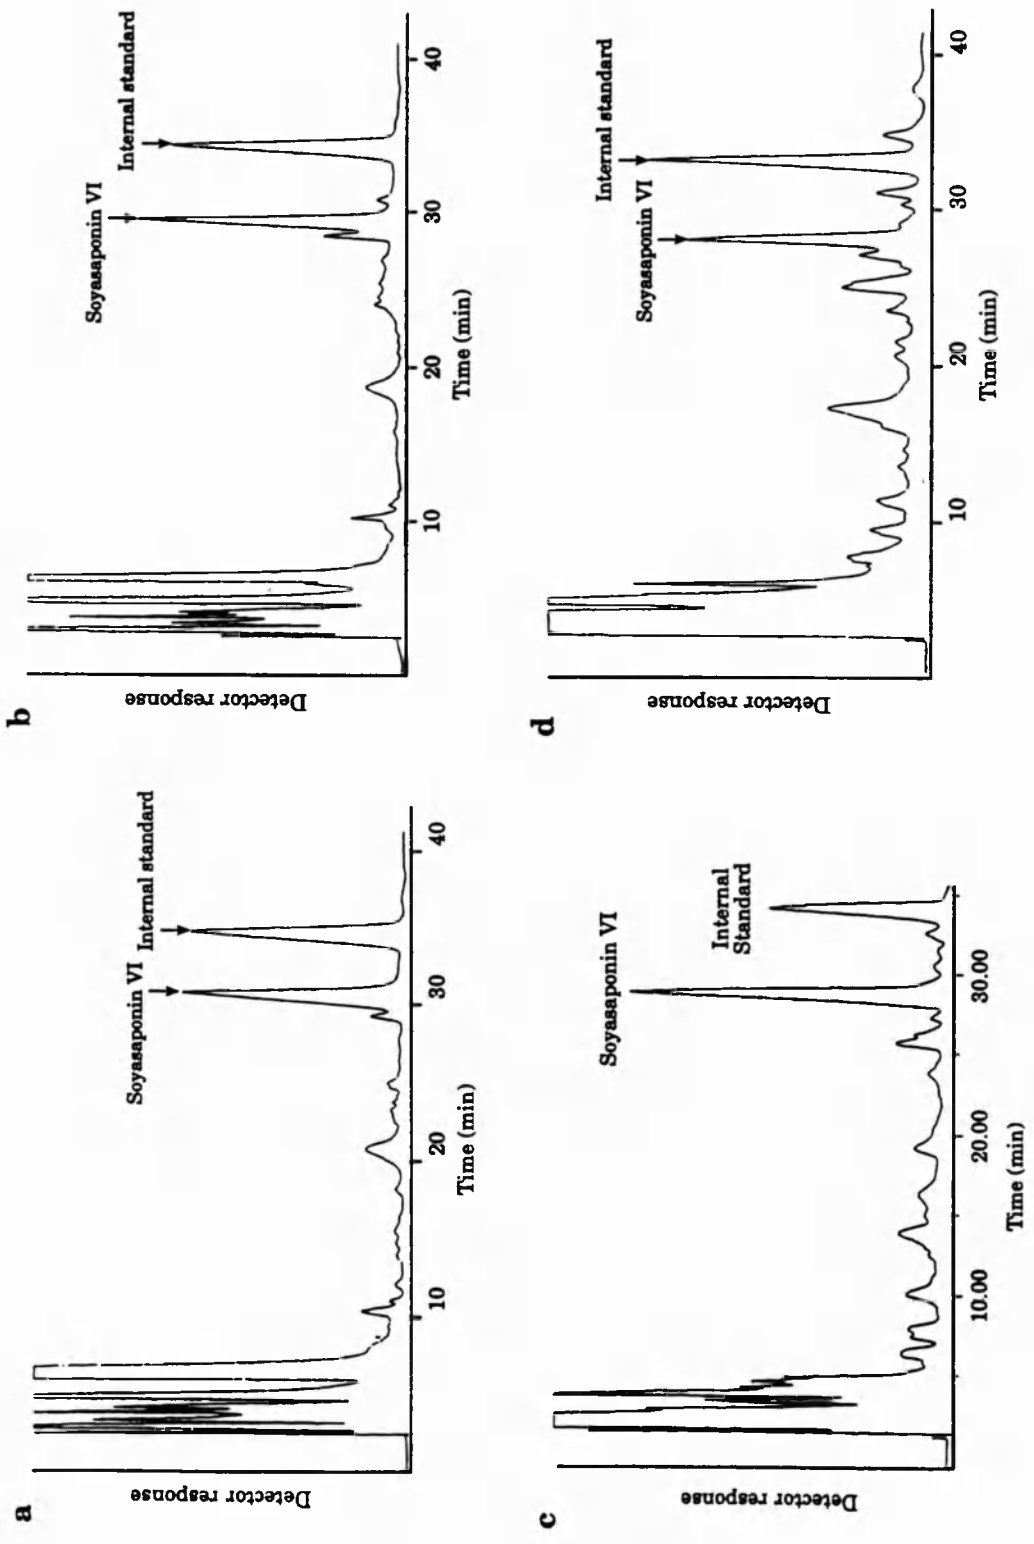 a
Detector response
Soyasaponin VI
Internal standard
10
20
30
40
Time (min)
b
Detector response
Soyasaponin VI
Internal standard
10
20
30
40
Time (min)
c
Detector response
Soyasaponin VI
Internal
Standard
10.00
20.00
30.00
Time (min)
d
Detector response
Soyasaponin VI
Internal standard
10
20
30
40
Time (min)